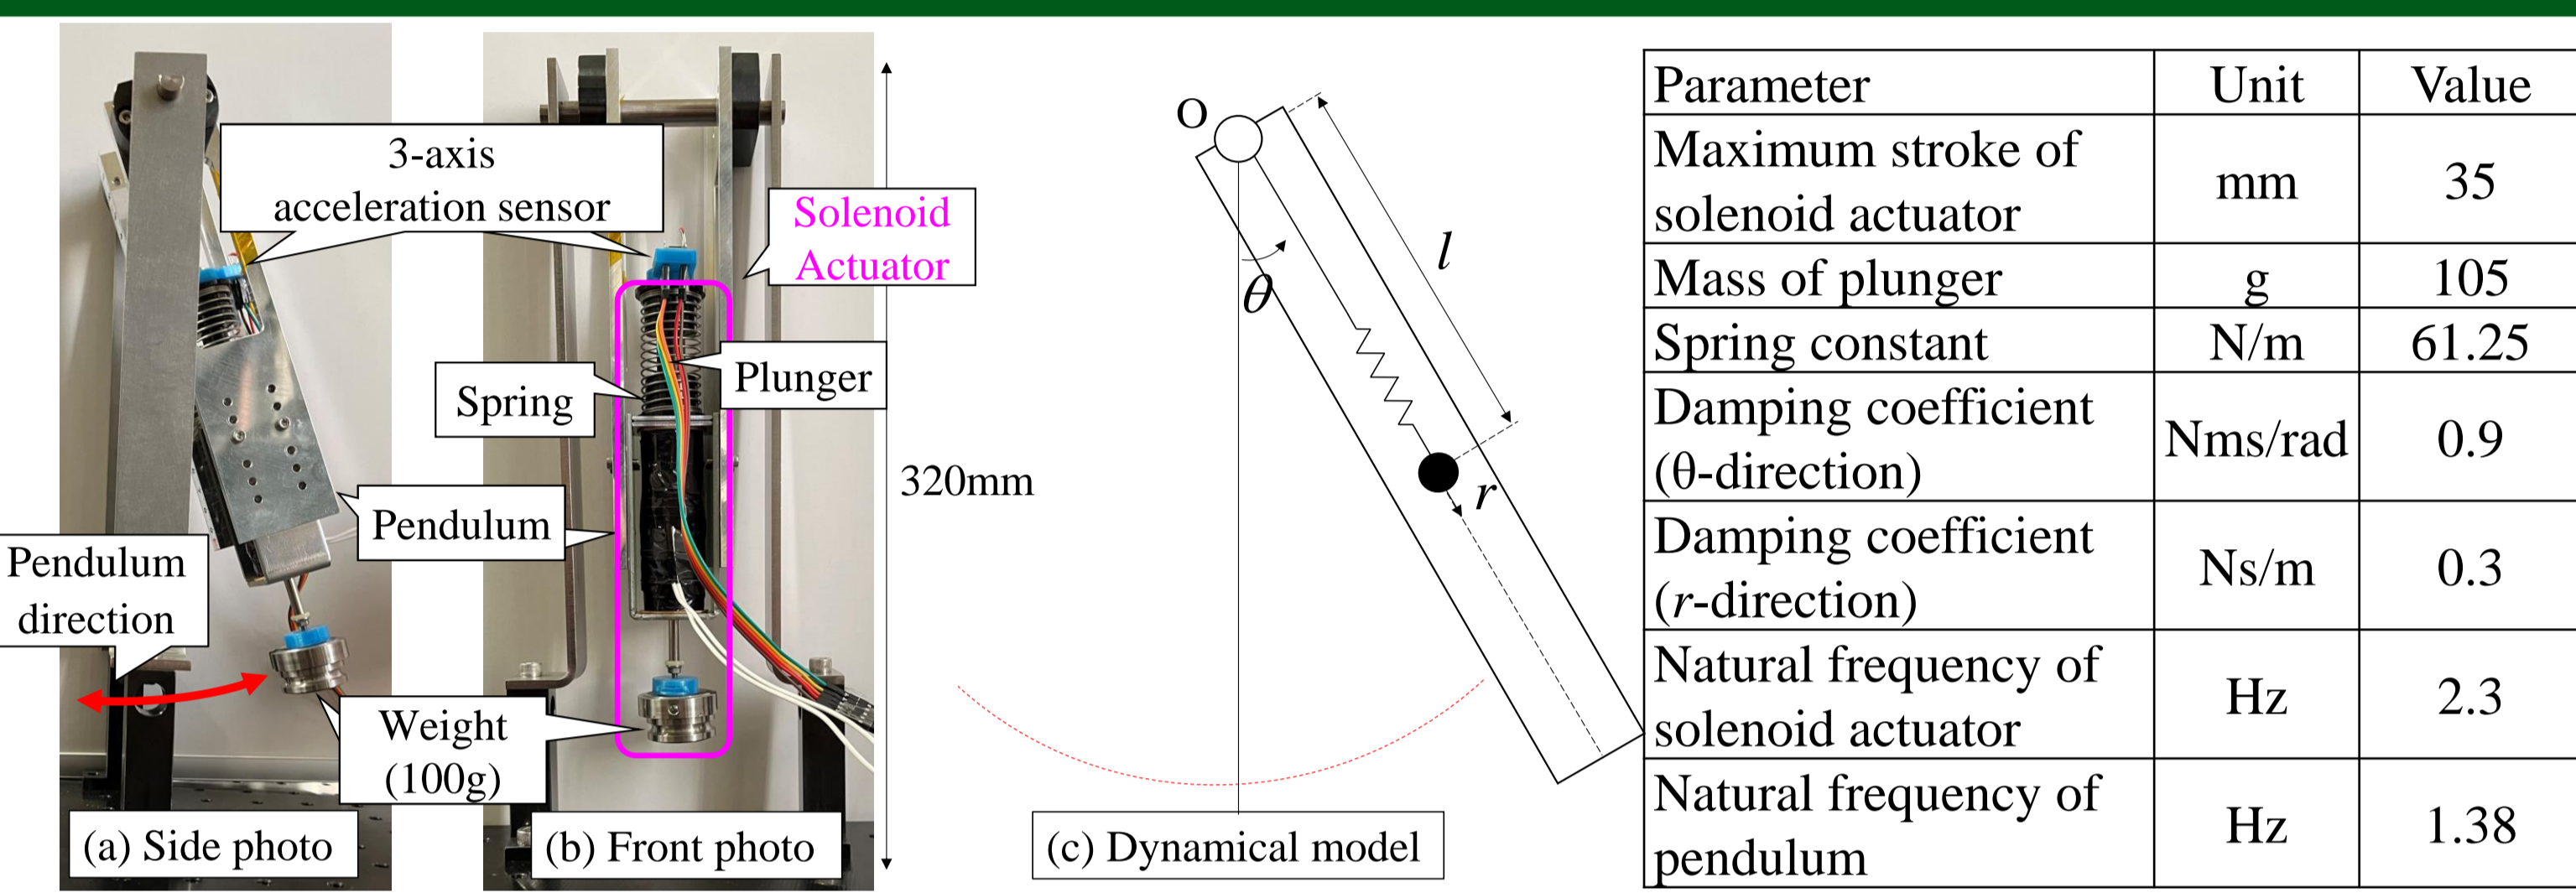 3-axis
acceleration sensor
Solenoid
Actuator
Spring
Plunger
Pendulum
320mm
Pendulum
direction
Weight
(100g)
(a) Side photo
(b) Front photo
O
θ
l
r
(c) Dynamical model
Parameter Unit Value
Maximum stroke of
solenoid actuator mm 35
Mass of plunger g 105
Spring constant N/m 61.25
Damping coefficient
(θ-direction) Nms/rad 0.9
Damping coefficient
(r-direction) Ns/m 0.3
Natural frequency of
solenoid actuator Hz 2.3
Natural frequency of
pendulum Hz 1.38